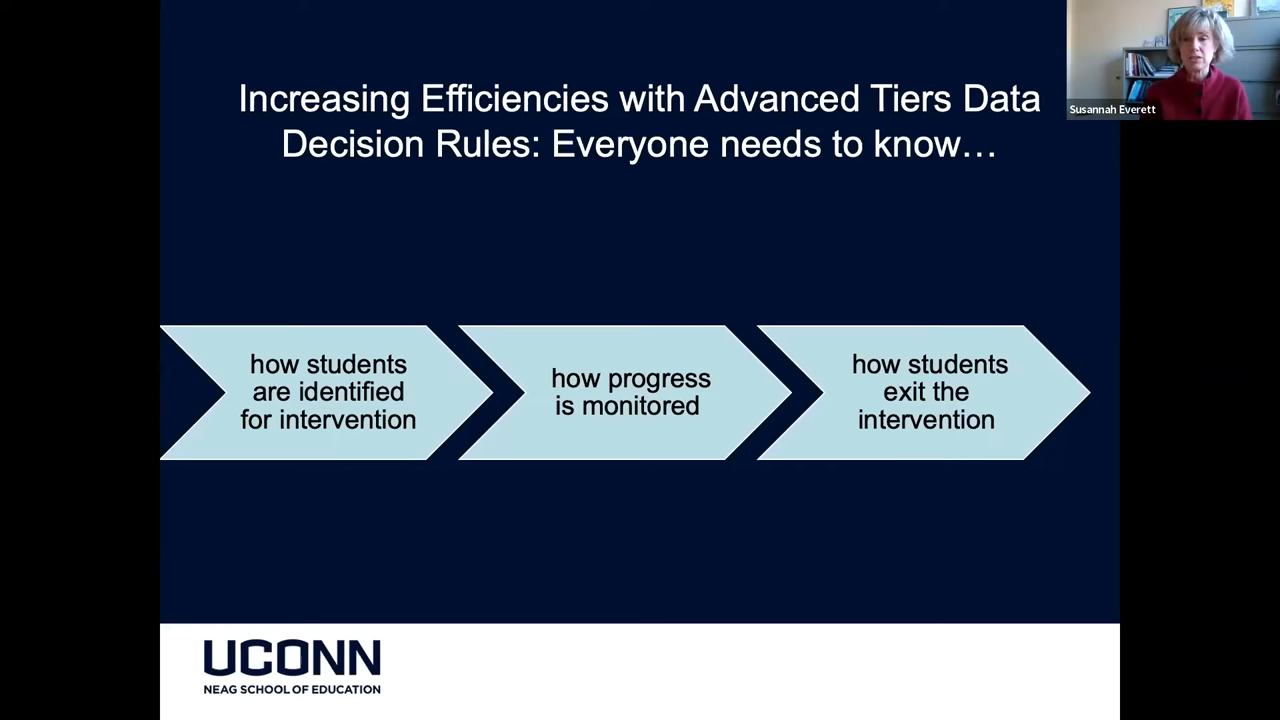 Increasing Efficiencies with Advanced Tiers Data
Decision Rules: Everyone needs to know…
Susannah Everett
how students
are identified
for intervention
how progress
is monitored
how students
exit the
intervention
UCONN
NEAG SCHOOL OF EDUCATION